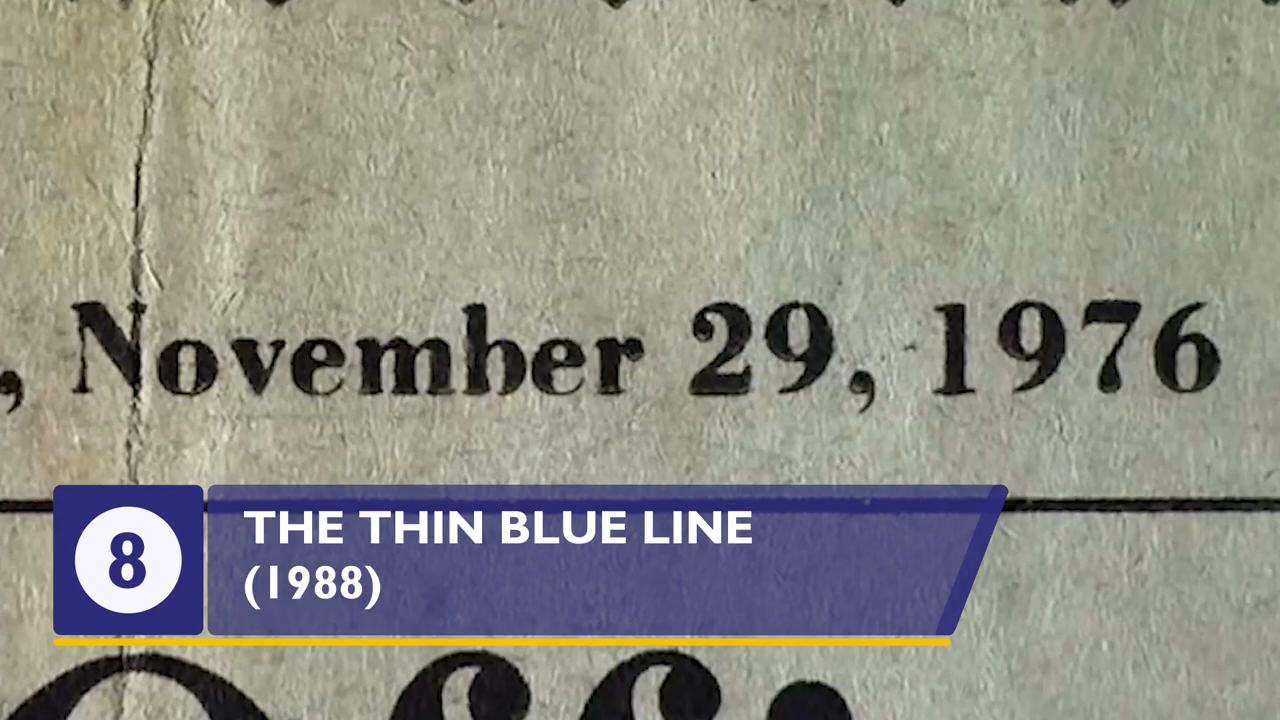 , November 29, 1976
8
THE THIN BLUE LINE
(1988)